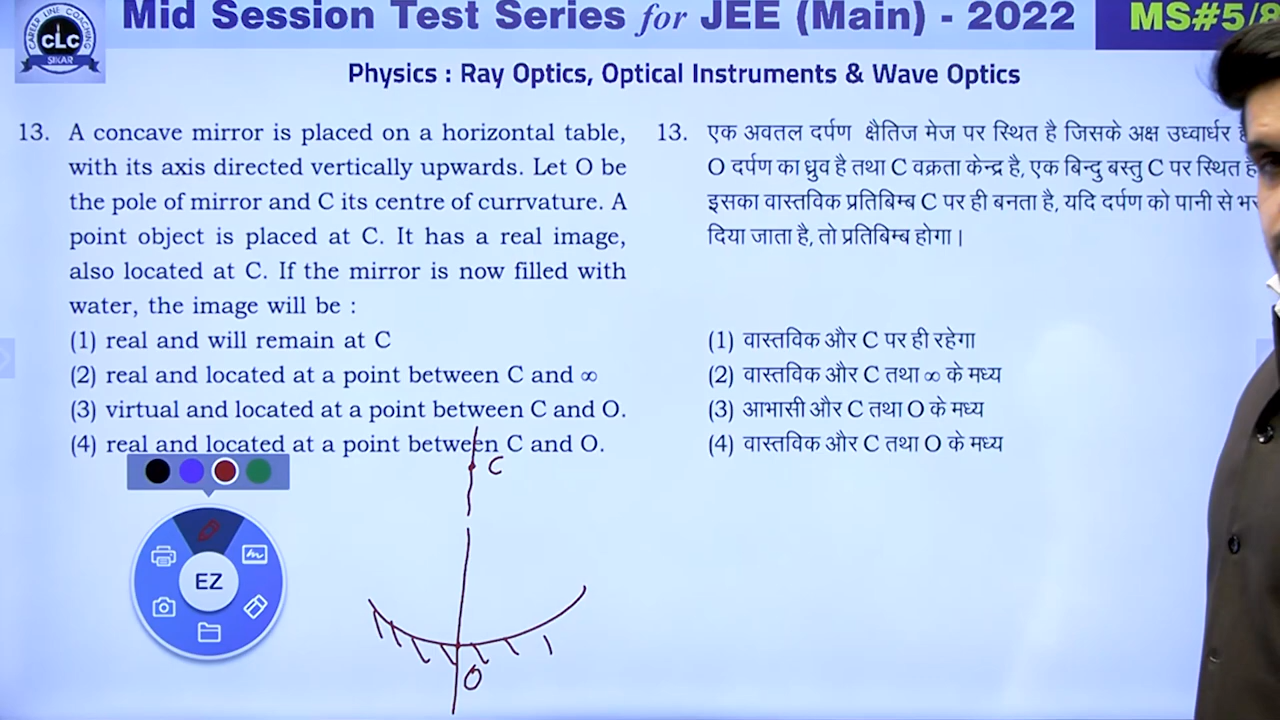 Mid Session Test Series for JEE (Main) - 2022
MS#5/8
CAREER LINE COACHING
CLC
SIKAR
Physics : Ray Optics, Optical Instruments & Wave Optics
13. A concave mirror is placed on a horizontal table,
with its axis directed vertically upwards. Let O be
the pole of mirror and C its centre of currvature. A
point object is placed at C. It has a real image,
also located at C. If the mirror is now filled with
water, the image will be :
(1) real and will remain at C
(2) real and located at a point between C and ∞
(3) virtual and located at a point between C and O.
(4) real and located at a point between C and O.
13. एक अवतल दर्पण क्षैतिज मेज पर स्थित है जिसके अक्ष उध्वार्धर
O दर्पण का ध्रुव है तथा C वक्रता केन्द्र है, एक बिन्दु बस्तु C पर स्थित
इसका वास्तविक प्रतिबिम्ब C पर ही बनता है, यदि दर्पण को पानी से
दिया जाता है, तो प्रतिबिम्ब होगा |
(1) वास्तविक और C पर ही रहेगा
(2) वास्तविक और C तथा ∞ के मध्य
(3) आभासी और C तथा O के मध्य
(4) वास्तविक और C तथा O के मध्य
C
EZ
O